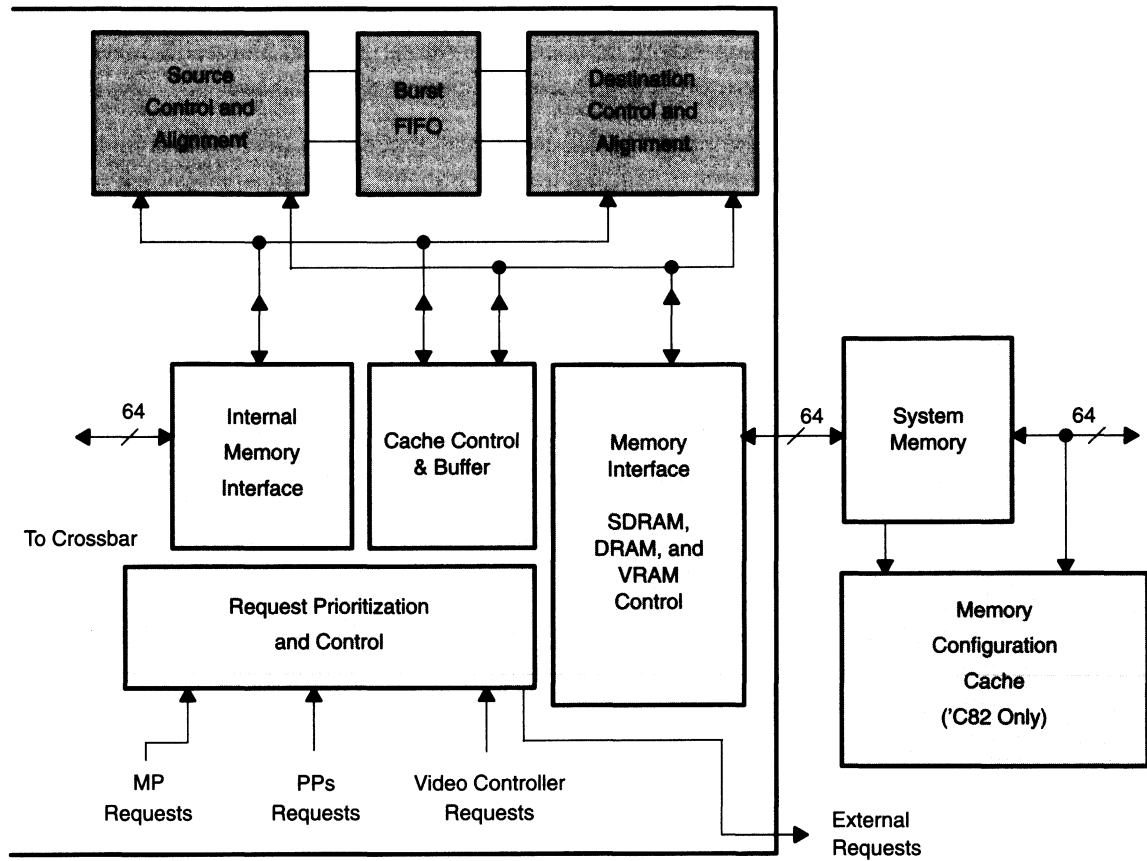 Source
Control and
Alignment
Burst
FIFO
Destination
Control and
Alignment
64
Internal
Memory
Interface
Cache Control
& Buffer
Memory
Interface
SDRAM,
DRAM, and
VRAM
Control
64
System
Memory
64
To Crossbar
Request Prioritization
and Control
Memory
Configuration
Cache
('C82 Only)
MP
Requests
PPs
Requests
Video Controller
Requests
External
Requests